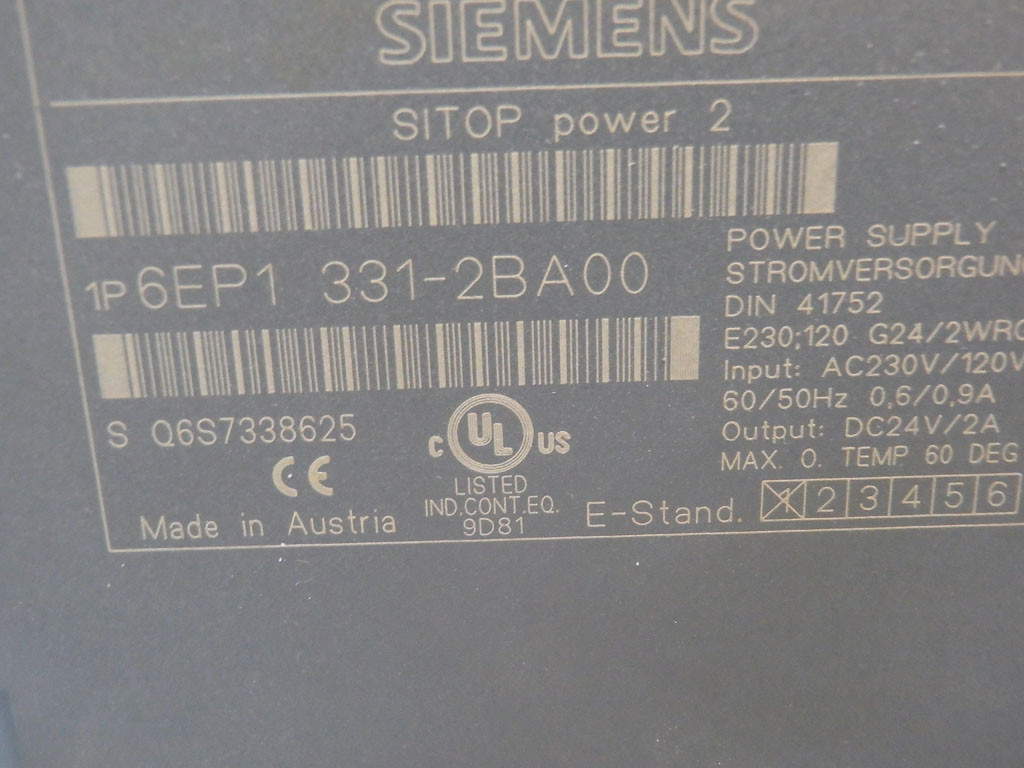 SIEMENS
SITOP power 2
1P 6EP1 331-2BA00
S Q6S7338625
CE
Made in Austria
C UL US
LISTED
IND.CONT.EQ.
9D81
POWER SUPPLY
STROMVERSORGUN
DIN 41752
E230;120 G24/2WRG
Input: AC230V/120V
60/50Hz 0,6/0,9A
Output: DC24V/2A
MAX. O. TEMP 60 DEG
E-Stand. 1 2 3 4 5 6